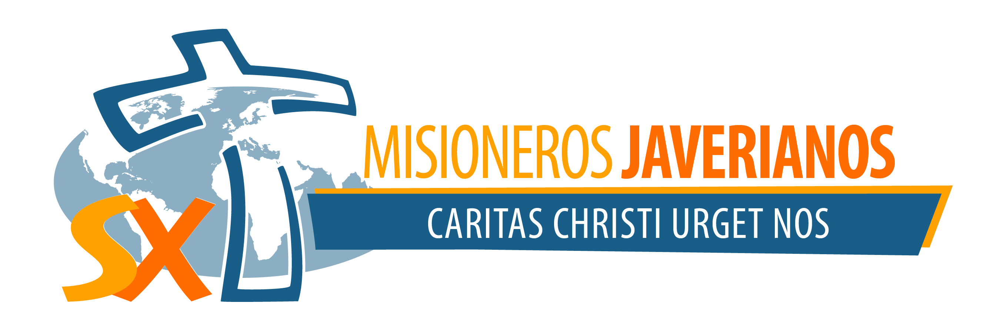 MISIONEROS JAVERIANOS
CARITAS CHRISTI URGET NOS
SX